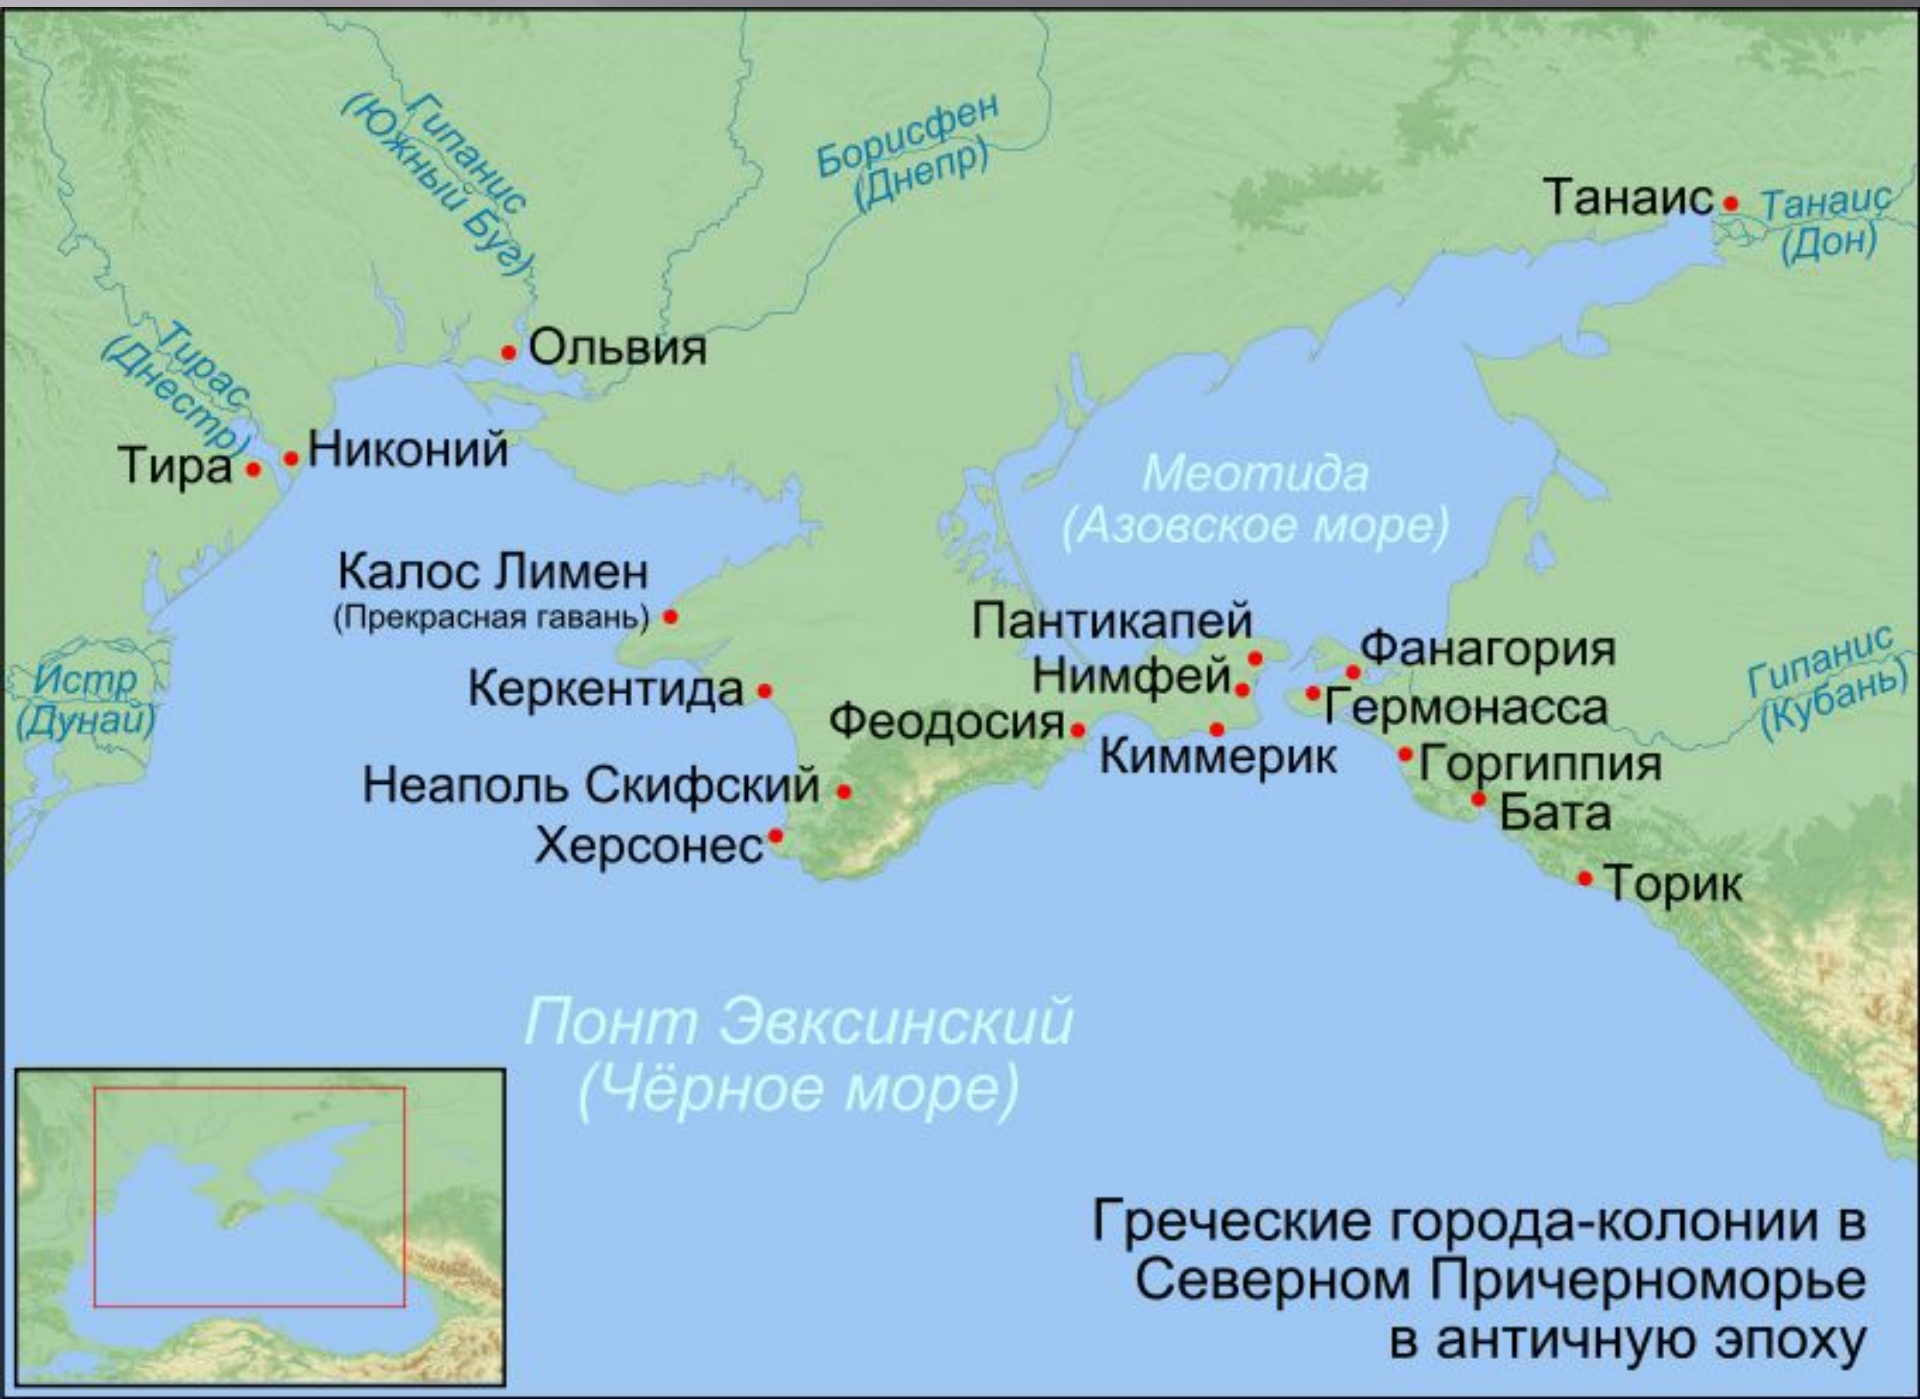 Гипанис
(Южный Буг)
Борисфен
(Днепр)
Танаис
Танаис
(Дон)
Тирас
(Днестр)
Ольвия
Тира
Никоний
Меотида
(Азовское море)
Калос Лимен
(Прекрасная гавань)
Истр
(Дунай)
Керкентида
Пантикапей
Нимфей
Фанагория
Гермонасса
Гипанис
(Кубань)
Феодосия
Киммерик
Горгиппия
Бата
Неаполь Скифский
Херсонес
Торик
Понт Эвксинский
(Чёрное море)
Греческие города-колонии в
Северном Причерноморье
в античную эпоху